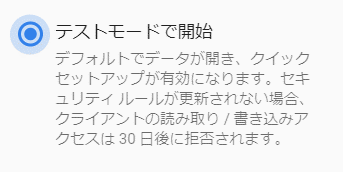 テストモードで開始
デフォルトでデータが開き、クイック
セットアップが有効になります。セキ
ュリティ ルールが更新されない場合、
クライアントの読み取り / 書き込みア
クセスは 30 日後に拒否されます。